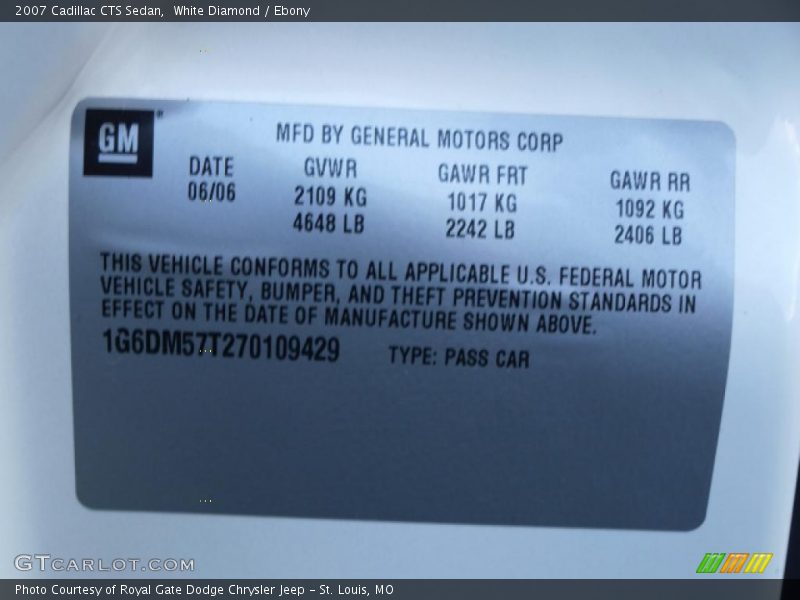 2007 Cadillac CTS Sedan, White Diamond / Ebony
GM
MFD BY GENERAL MOTORS CORP
DATE GVWR GAWR FRT GAWR RR
06/06 2109 KG 1017 KG 1092 KG
4648 LB 2242 LB 2406 LB
THIS VEHICLE CONFORMS TO ALL APPLICABLE U.S. FEDERAL MOTOR
VEHICLE SAFETY, BUMPER, AND THEFT PREVENTION STANDARDS IN
EFFECT ON THE DATE OF MANUFACTURE SHOWN ABOVE.
1G6DM57T270109429 TYPE: PASS CAR
GTCARLOT.COM
Photo Courtesy of Royal Gate Dodge Chrysler Jeep - St. Louis, MO